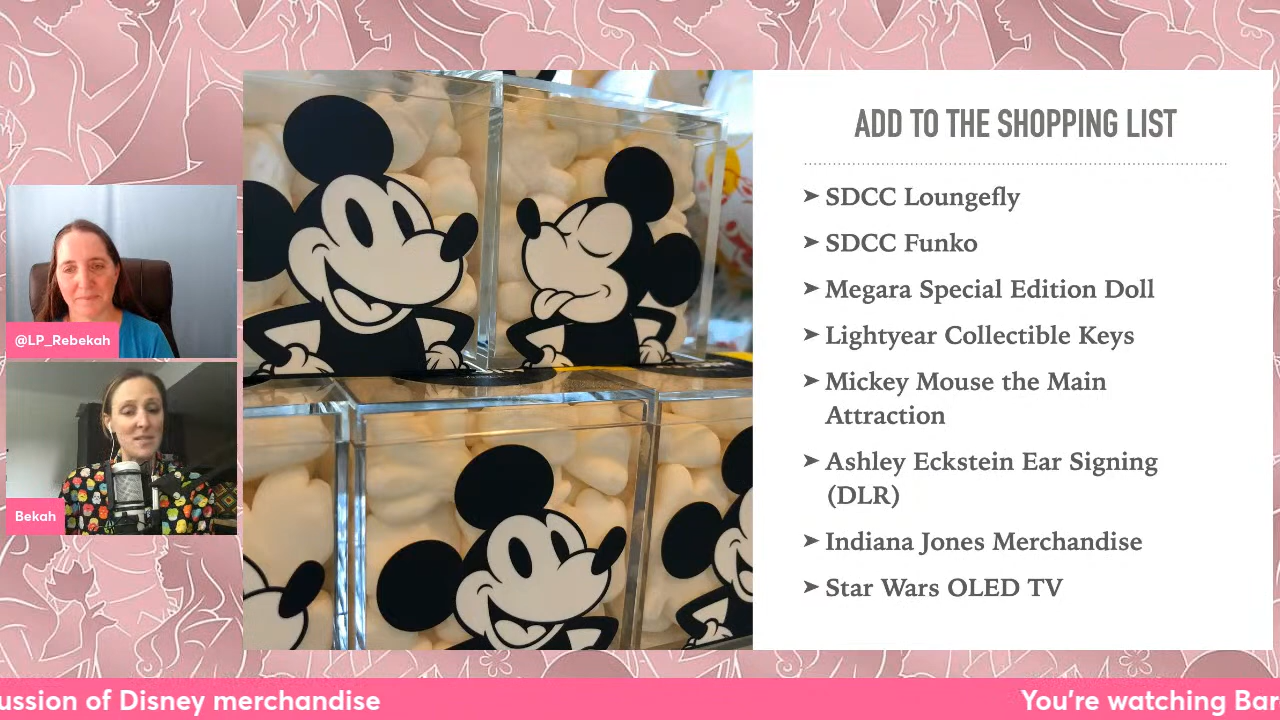 ADD TO THE SHOPPING LIST
➤ SDCC Loungefly
➤ SDCC Funko
➤ Megara Special Edition Doll
➤ Lightyear Collectible Keys
➤ Mickey Mouse the Main
Attraction
➤ Ashley Eckstein Ear Signing
(DLR)
➤ Indiana Jones Merchandise
➤ Star Wars OLED TV
@LP_Rebekah
Bekah
ussion of Disney merchandise
You're watching Bar